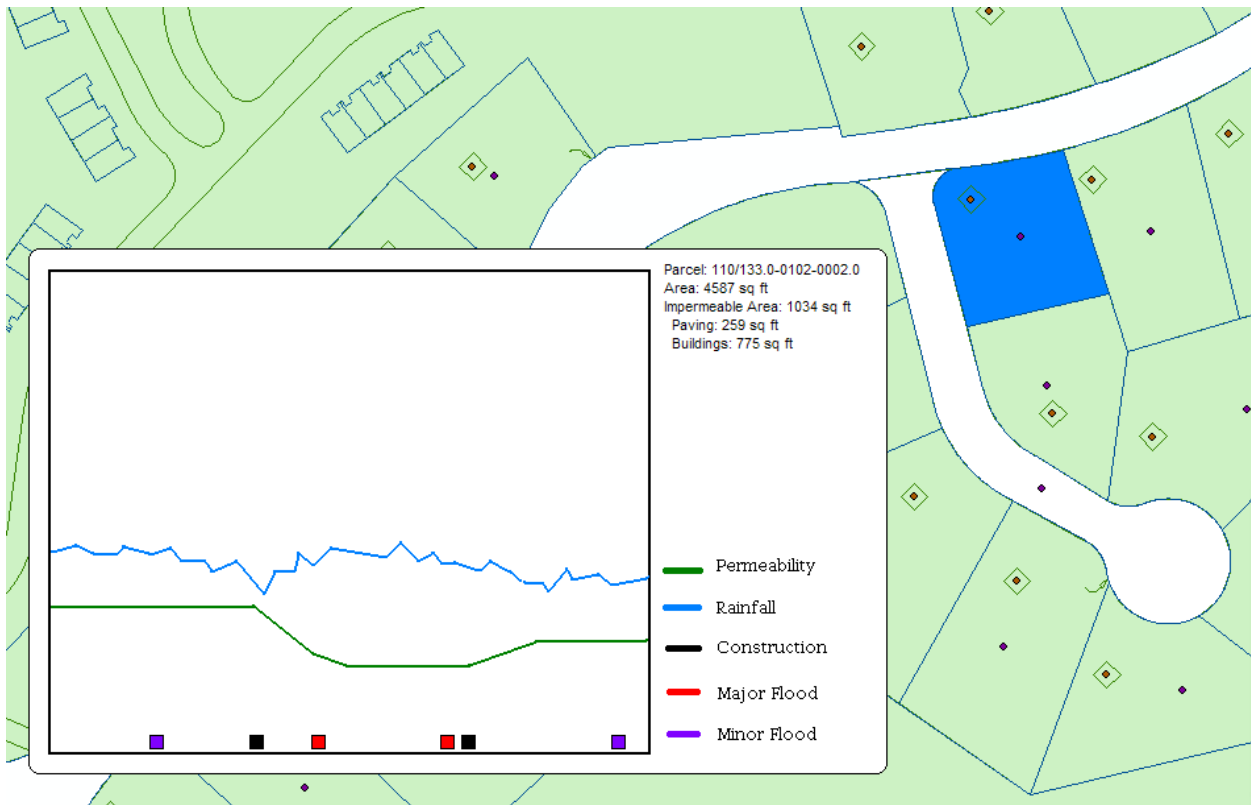 Parcel: 110/133.0-0102-0002.0
Area: 4587 sq ft
Impermeable Area: 1034 sq ft
Paving: 259 sq ft
Buildings: 775 sq ft
Permeability
Rainfall
Construction
Major Flood
Minor Flood